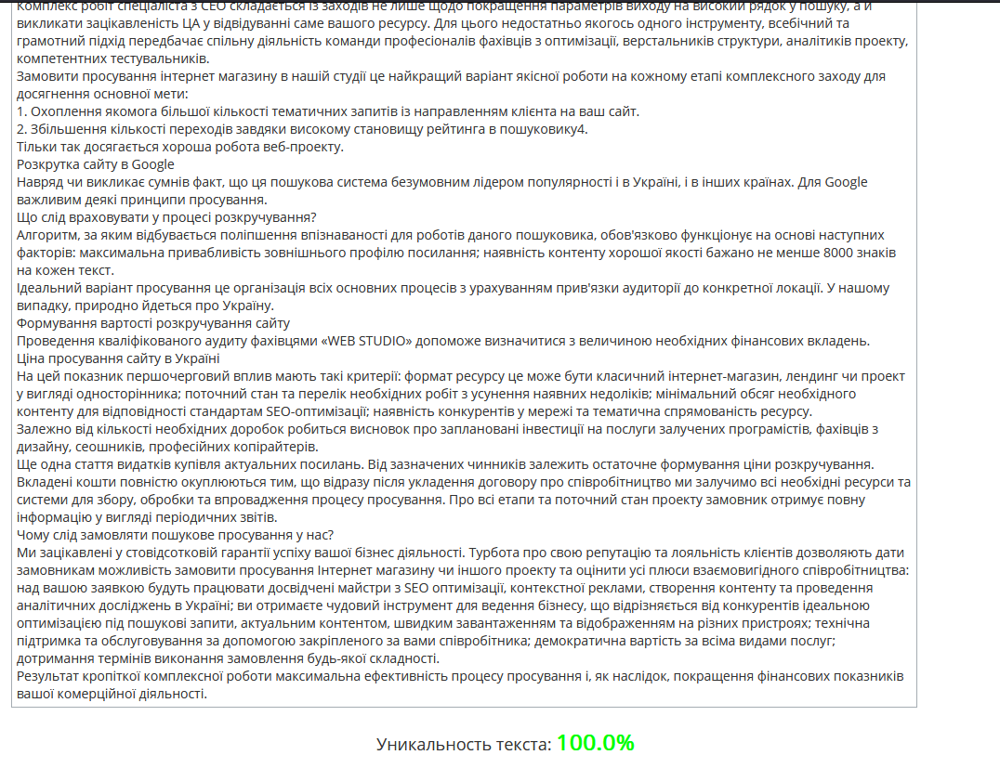 Комплекс робіт спеціаліста з СЕО складається із заходів не лише щодо покращення параметрів виходу на високий рядок у пошуку, а й
викликати зацікавленість ЦА у відвідуванні саме вашого ресурсу. Для цього недостатньо якогось одного інструменту, всебічний та
грамотний підхід передбачає спільну діяльність команди професіоналів фахівців з оптимізації, верстальників структури, аналітиків проекту,
компетентних тестувальників.
Замовити просування інтернет магазину в нашій студії це найкращий варіант якісної роботи на кожному етапі комплексного заходу для
досягнення основної мети:
1. Охоплення якомога більшої кількості тематичних запитів із направленням клієнта на ваш сайт.
2. Збільшення кількості переходів завдяки високому становищу рейтинга в пошуковику4.
Тільки так досягається хороша робота веб-проекту.
Розкрутка сайту в Google
Навряд чи викликає сумнів факт, що ця пошукова система безумовним лідером популярності і в Україні, і в інших країнах. Для Google
важливим деякі принципи просування.
Що слід враховувати у процесі розкручування?
Алгоритм, за яким відбувається поліпшення впізнаваності для роботів даного пошуковика, обов'язково функціонує на основі наступних
факторів: максимальна привабливість зовнішнього профілю посилання; наявність контенту хорошої якості бажано не менше 8000 знаків
на кожен текст.
Ідеальний варіант просування це організація всіх основних процесів з урахуванням прив'язки аудиторії до конкретної локації. У нашому
випадку, природно йдеться про Україну.
Формування вартості розкручування сайту
Проведення кваліфікованого аудиту фахівцями «WEB STUDIO» допоможе визначитися з величиною необхідних фінансових вкладень.
Ціна просування сайту в Україні
На цей показник першочерговий вплив мають такі критерії: формат ресурсу це може бути класичний інтернет-магазин, лендинг чи проект
у вигляді односторінника; поточний стан та перелік необхідних робіт з усунення наявних недоліків; мінімальний обсяг необхідного
контенту для відповідності стандартам SEO-оптимізації; наявність конкурентів у мережі та тематична спрямованість ресурсу.
Залежно від кількості необхідних доробок робиться висновок про заплановані інвестиції на послуги залучених програмістів, фахівців з
дизайну, сеошників, професійних копірайтерів.
Ще одна стаття видатків купівля актуальних посилань. Від зазначених чинників залежить остаточне формування ціни розкручування.
Вкладені кошти повністю окуплюються тим, що відразу після укладення договору про співробітництво ми залучимо всі необхідні ресурси та
системи для збору, обробки та впровадження процесу просування. Про всі етапи та поточний стан проекту замовник отримує повну
інформацію у вигляді періодичних звітів.
Чому слід замовляти пошукове просування у нас?
Ми зацікавлені у стовідсотковій гарантії успіху вашої бізнес діяльності. Турбота про свою репутацію та лояльність клієнтів дозволяють дати
замовникам можливість замовити просування Інтернет магазину чи іншого проекту та оцінити усі плюси взаємовигідного співробітництва:
над вашою заявкою будуть працювати досвідчені майстри з SEO оптимізації, контекстної реклами, створення контенту та проведення
аналітичних досліджень в Україні; ви отримаєте чудовий інструмент для ведення бізнесу, що відрізняється від конкурентів ідеальною
оптимізацією під пошукові запити, актуальним контентом, швидким завантаженням та відображенням на різних пристроях; технічна
підтримка та обслуговування за допомогою закріпленого за вами співробітника; демократична вартість за всіма видами послуг;
дотримання термінів виконання замовлення будь-якої складності.
Результат кропіткої комплексної роботи максимальна ефективність процесу просування і, як наслідок, покращення фінансових показників
вашої комерційної діяльності.
Уникальность текста: 100.0%